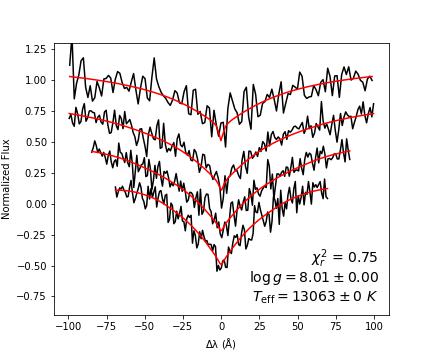 1.25
1.00
0.75
0.50
0.25
0.00
−0.25
−0.50
−0.75
Normalized Flux
χ²ᵣ = 0.75
log g = 8.01 ± 0.00
T_eff = 13063 ± 0 K
−100 −75 −50 −25 0 25 50 75 100
Δλ (Å)